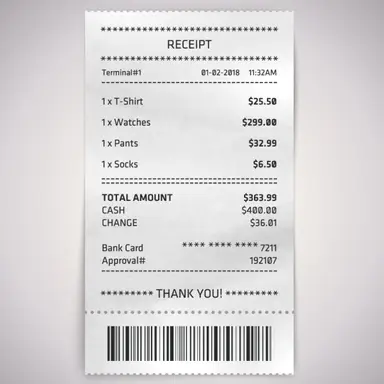 ********************************
RECEIPT
********************************
Terminal#1 01-02-2018 11:32AM
1 x T-Shirt $25.50
1 x Watches $299.00
1 x Pants $32.99
1 x Socks $6.50
TOTAL AMOUNT $363.99
CASH $400.00
CHANGE $36.01
Bank Card **** **** **** 7211
Approval# 192107
********* THANK YOU! *********